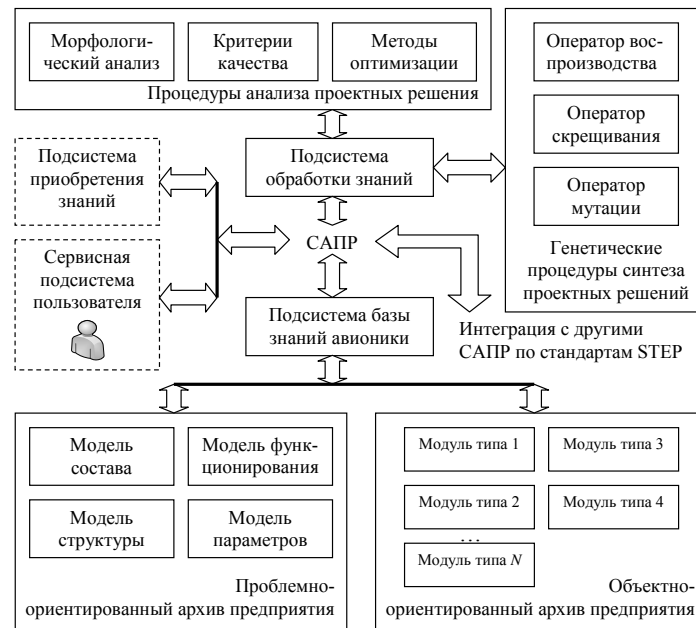 Морфологи-
ческий анализ
Критерии
качества
Методы
оптимизации
Процедуры анализа проектных решения
Оператор вос-
производства
Оператор
скрещивания
Оператор
мутации
Генетические
процедуры синтеза
проектных решений
Подсистема
приобретения
знаний
Подсистема
обработки знаний
САПР
Сервисная
подсистема
пользователя
Подсистема базы
знаний авионики
Интеграция с другими
САПР по стандартам STEP
Модель
состава
Модель функ-
ционирования
Модель
структуры
Модель
параметров
Проблемно-
ориентированный архив предприятия
Модуль типа 1
Модуль типа 3
Модуль типа 2
Модуль типа 4
…
Модуль типа N
Объектно-
ориентированный архив предприятия